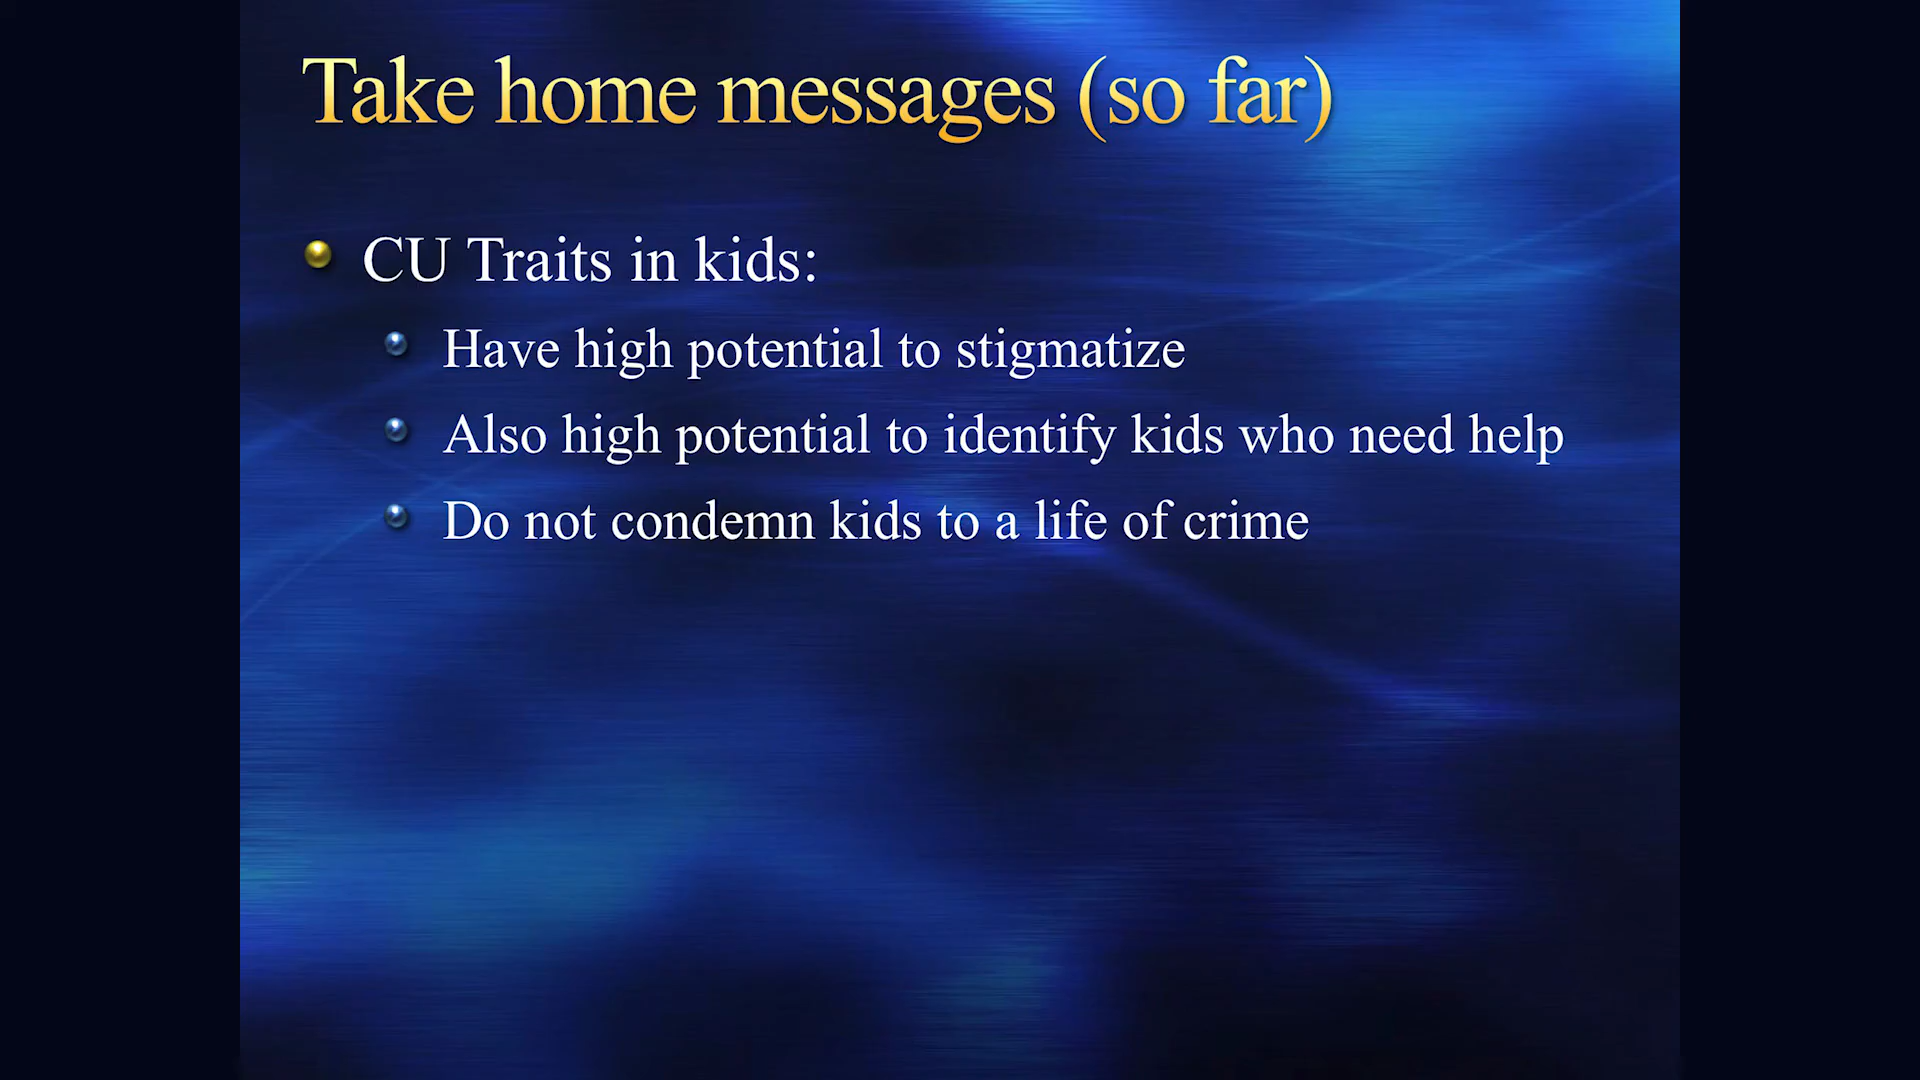 Take home messages (so far)
CU Traits in kids:
Have high potential to stigmatize
Also high potential to identify kids who need help
Do not condemn kids to a life of crime